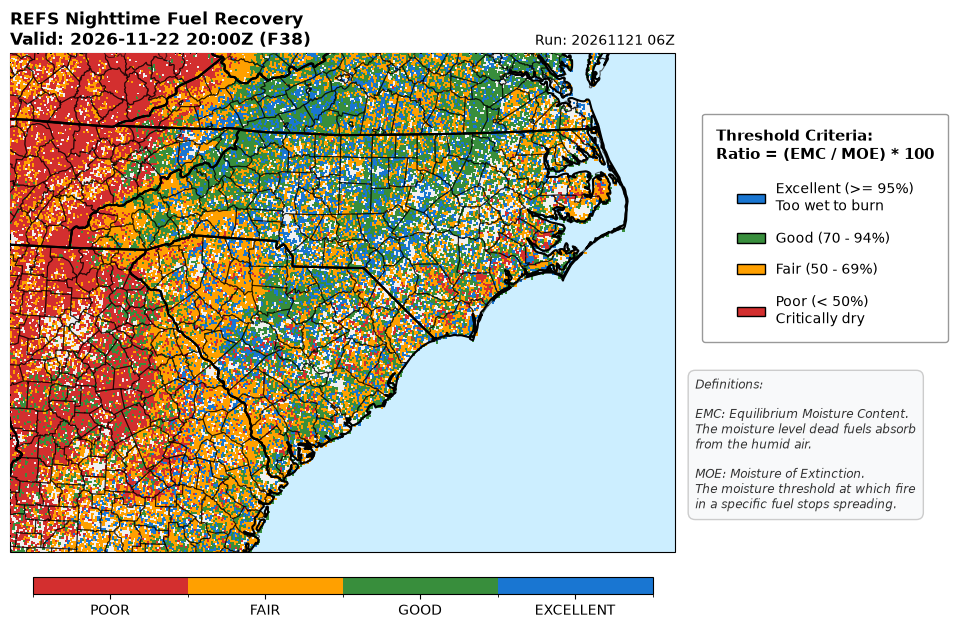 REFS Nighttime Fuel Recovery
Valid: 2026-11-22 20:00Z (F38)
Run: 20261121 06Z
Threshold Criteria:
Ratio = (EMC / MOE) * 100
Excellent (>= 95%)
Too wet to burn
Good (70 - 94%)
Fair (50 - 69%)
Poor (< 50%)
Critically dry
Definitions:
EMC: Equilibrium Moisture Content.
The moisture level dead fuels absorb
from the humid air.
MOE: Moisture of Extinction.
The moisture threshold at which fire
in a specific fuel stops spreading.
POOR FAIR GOOD EXCELLENT